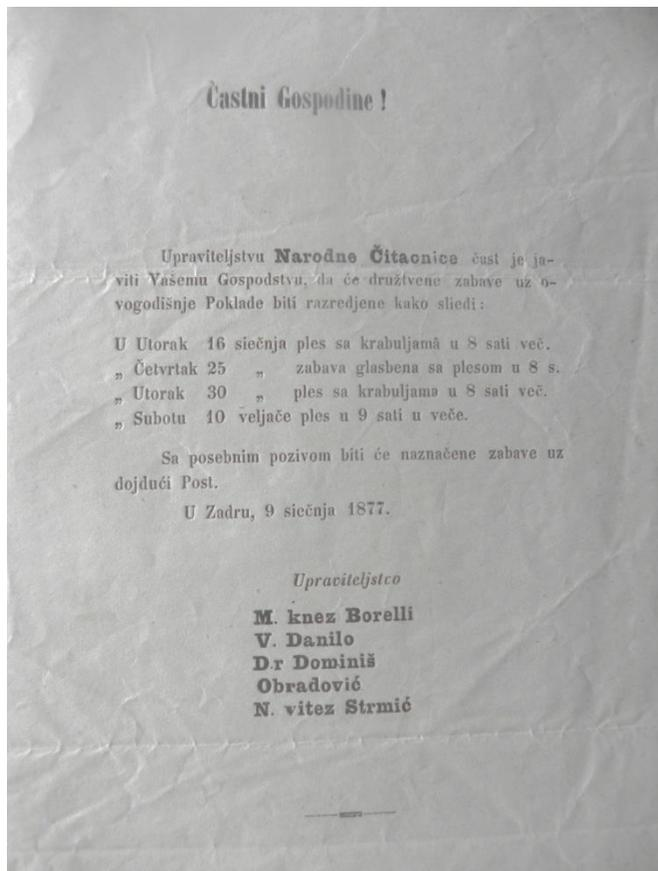 Častni Gospodine !
Upraviteljstvu Narodne Čitaonice čast je ja-
viti Vašemu Gospodstvu, da će družtvene zabave uz o-
vogodišnje Poklade biti razredjene kako sliedi :
U Utorak 16 siečnja ples sa krabuljamâ u 8 sati več.
„ Četvrtak 25 „ zabava glasbena sa plesom u 8 s.
„ Utorak 30 „ ples sa krabuljama u 8 sati več.
„ Subotu 10 veljače ples u 9 sati u veče.
Sa posebnim pozivom biti će naznačene zabave uz
dojdući Post.
U Zadru, 9 siečnja 1877.
Upraviteljstvo
M. knez Borelli
V. Danilo
D.r Dominiš
Obradović
N. vitez Strmić